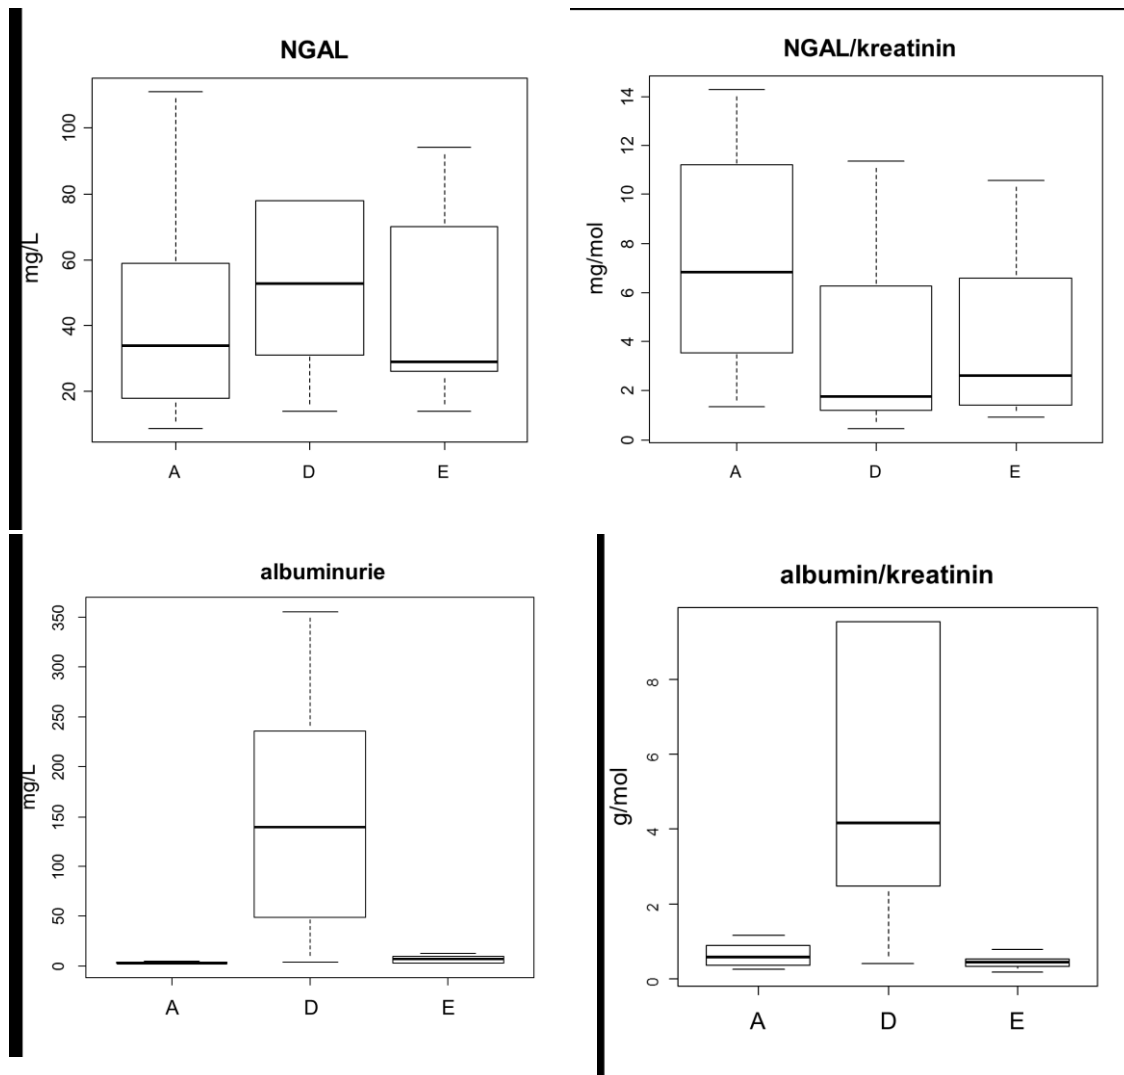 NGAL
mg/L
100
80
60
40
20
A D E
NGAL/kreatinin
mg/mol
14
12
10
8
6
4
2
0
A D E
albuminurie
mg/L
350
300
250
200
150
100
50
0
A D E
albumin/kreatinin
g/mol
8
6
4
2
0
A D E